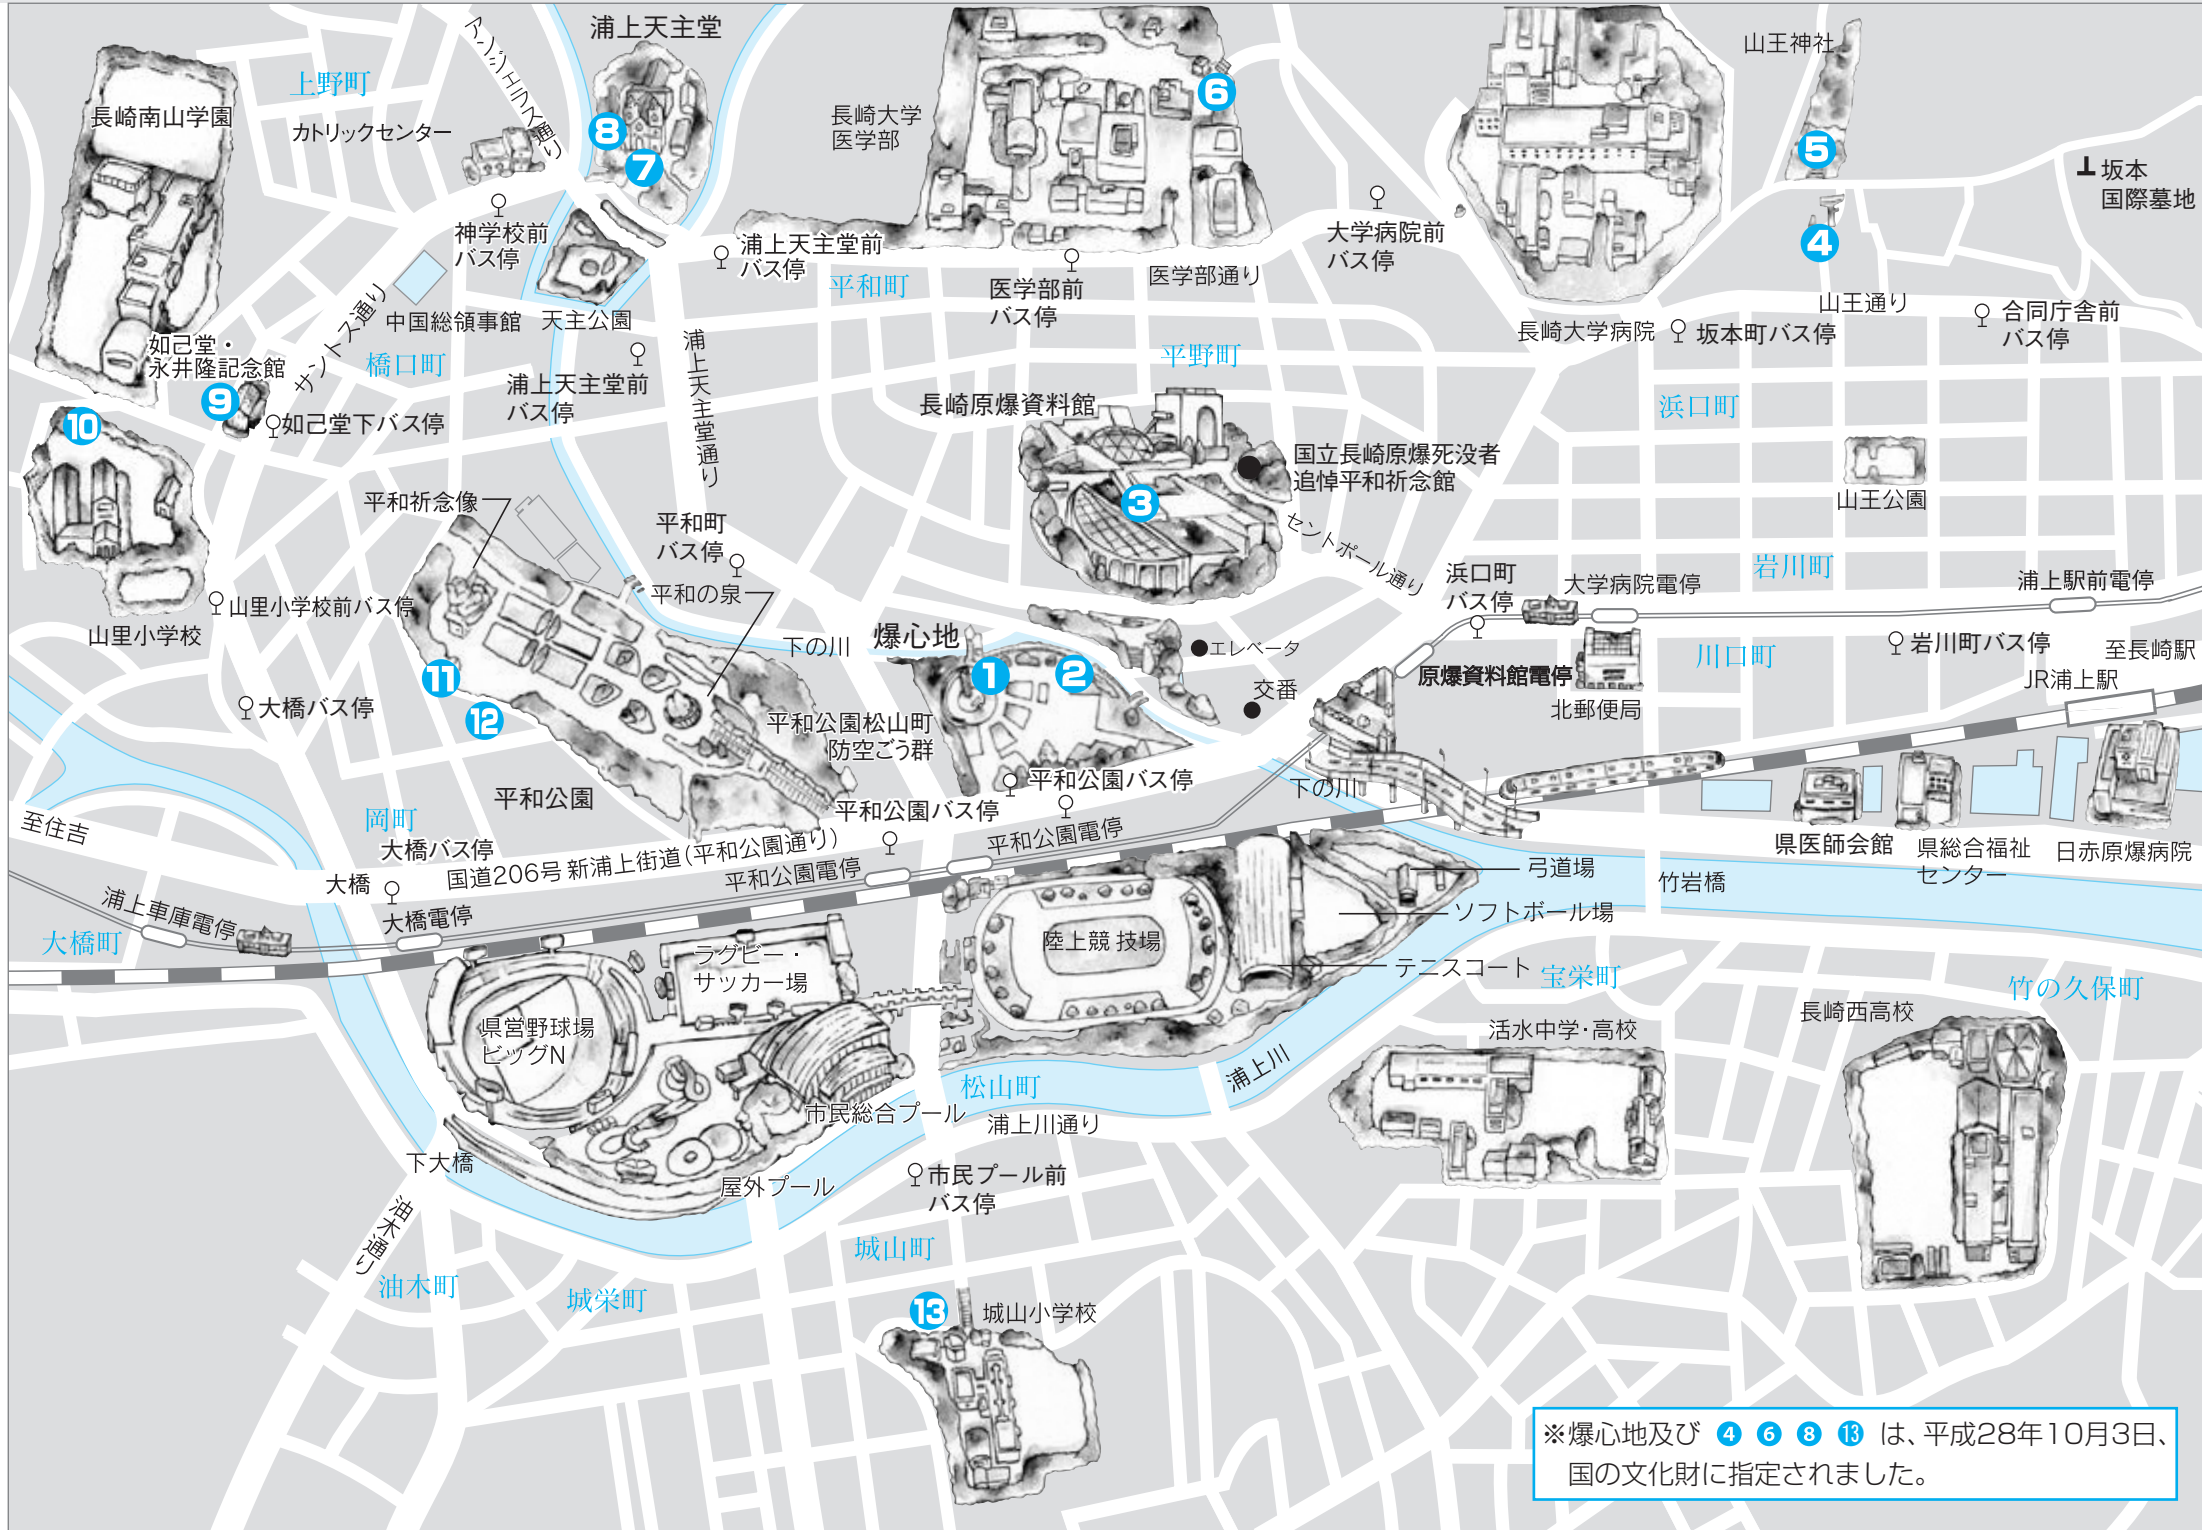 浦上天主堂
アンジェラス通り
上野町
カトリックセンター
長崎南山学園
8
7
長崎大学
医学部
6
山王神社
5
坂本
国際墓地
4
神学校前
バス停
浦上天主堂前
バス停
平和町
医学部前
バス停
医学部通り
大学病院前
バス停
長崎大学病院
坂本町バス停
山王通り
合同庁舎前
バス停
中国総領事館
天主公園
サントス通り
橋口町
如己堂・
永井隆記念館
9
如己堂下バス停
10
浦上天主堂前
バス停
浦上天主堂通り
平野町
長崎原爆資料館
3
国立長崎原爆死没者
追悼平和祈念館
セントポール通り
浜口町
山王公園
岩川町
平和祈念像
平和町
バス停
平和の泉
山里小学校前バス停
山里小学校
下の川
爆心地
1
2
エレベータ
交番
浜口町
バス停
大学病院電停
浦上駅前電停
原爆資料館電停
北郵便局
川口町
岩川町バス停
至長崎駅
JR浦上駅
11
12
大橋バス停
平和公園松山町
防空ごう群
平和公園
平和公園バス停
平和公園バス停
下の川
至住吉
岡町
大橋バス停
大橋
国道206号 新浦上街道(平和公園通り)
平和公園電停
平和公園電停
県医師会館
県総合福祉
センター
日赤原爆病院
浦上車庫電停
大橋町
大橋電停
弓道場
竹岩橋
ソフトボール場
ラグビー・
サッカー場
陸上競技場
テニスコート
宝栄町
竹の久保町
県営野球場
ビッグN
長崎西高校
活水中学・高校
松山町
浦上川
市民総合プール
浦上川通り
下大橋
屋外プール
市民プール前
バス停
油木通り
油木町
城栄町
城山町
13
城山小学校
※爆心地及び 4 6 8 13 は、平成28年10月3日、
国の文化財に指定されました。